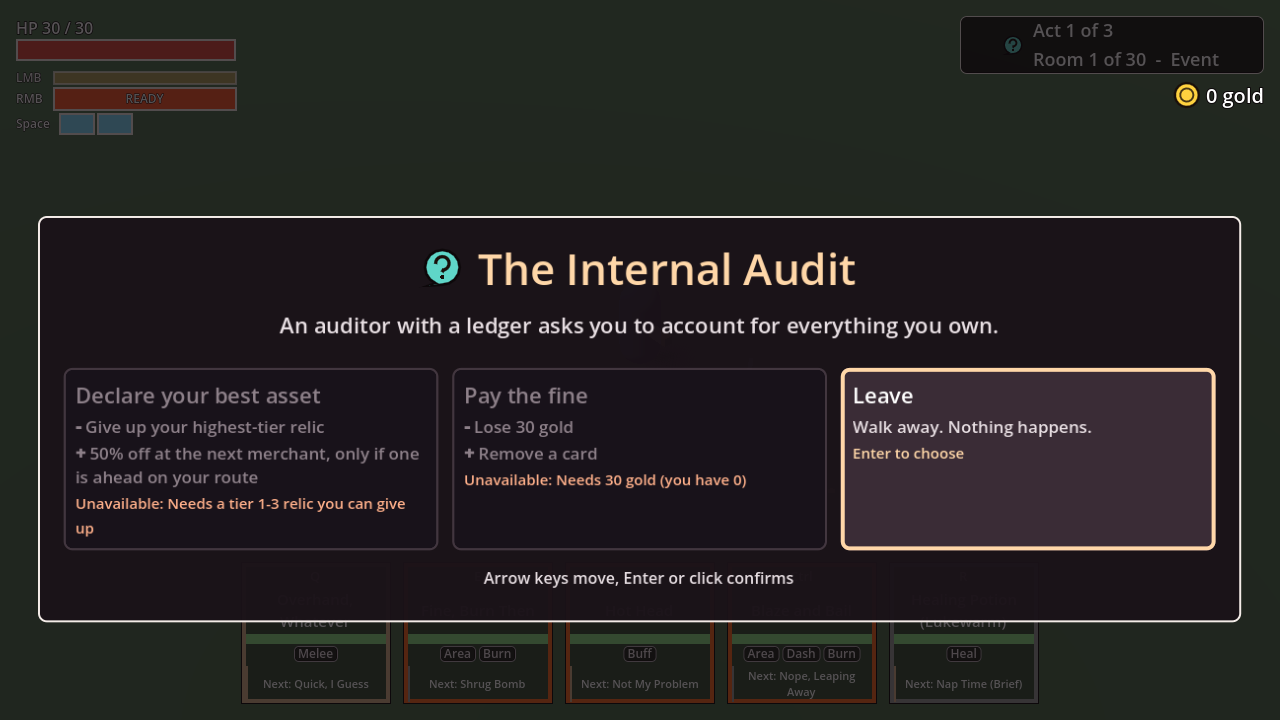 HP 30 / 30
LMB
RMB
READY
Space
Act 1 of 3
Room 1 of 30 - Event
0 gold
The Internal Audit
An auditor with a ledger asks you to account for everything you own.
Declare your best asset
- Give up your highest-tier relic
+ 50% off at the next merchant, only if one
is ahead on your route
Unavailable: Needs a tier 1-3 relic you can give
up
Pay the fine
- Lose 30 gold
+ Remove a card
Unavailable: Needs 30 gold (you have 0)
Leave
Walk away. Nothing happens.
Enter to choose
Arrow keys move, Enter or click confirms
Whatever
Melee
Next: Quick, I Guess
Area Burn
Next: Shrug Bomb
Buff
Next: Not My Problem
Area Dash Burn
Next: Nope, Leaping
Away
(Lukewarm)
Heal
Next: Nap Time (Brief)